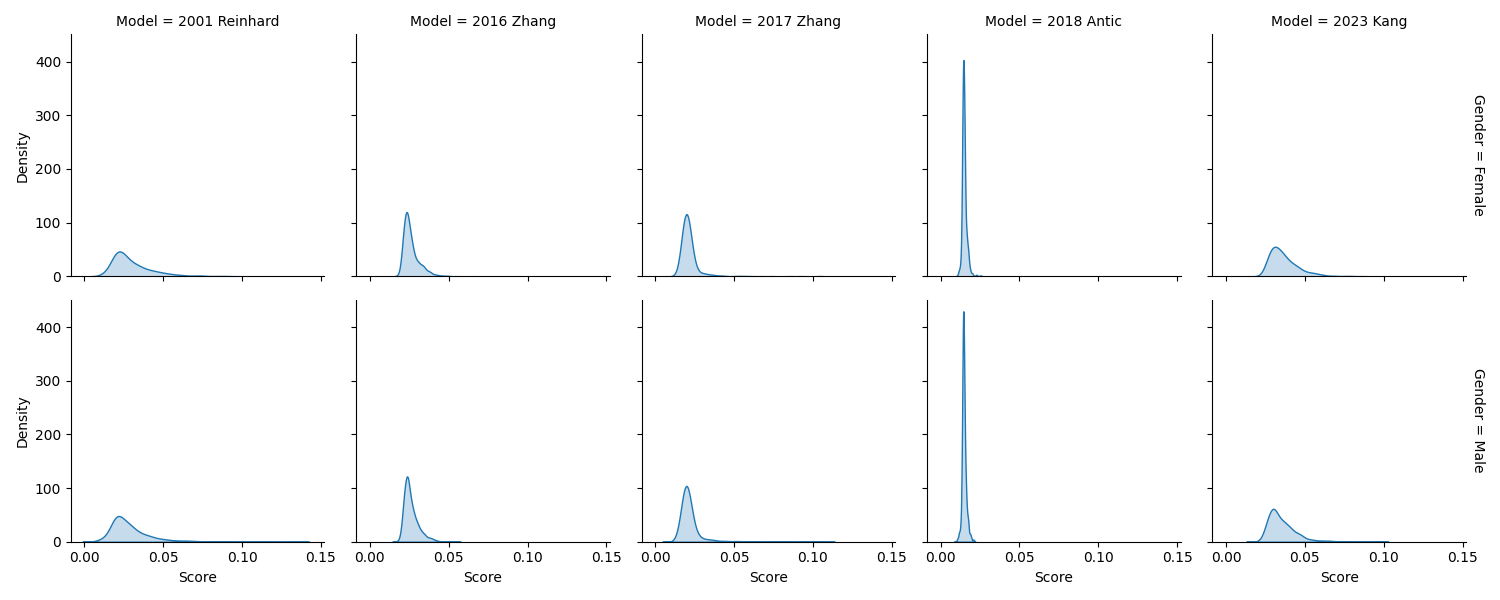 Model = 2001 Reinhard
Model = 2016 Zhang
Model = 2017 Zhang
Model = 2018 Antic
Model = 2023 Kang
400
300
200
100
0
Density
Gender = Female
400
300
200
100
0
Density
Gender = Male
0.00 0.05 0.10 0.15
0.00 0.05 0.10 0.15
0.00 0.05 0.10 0.15
0.00 0.05 0.10 0.15
0.00 0.05 0.10 0.15
Score
Score
Score
Score
Score